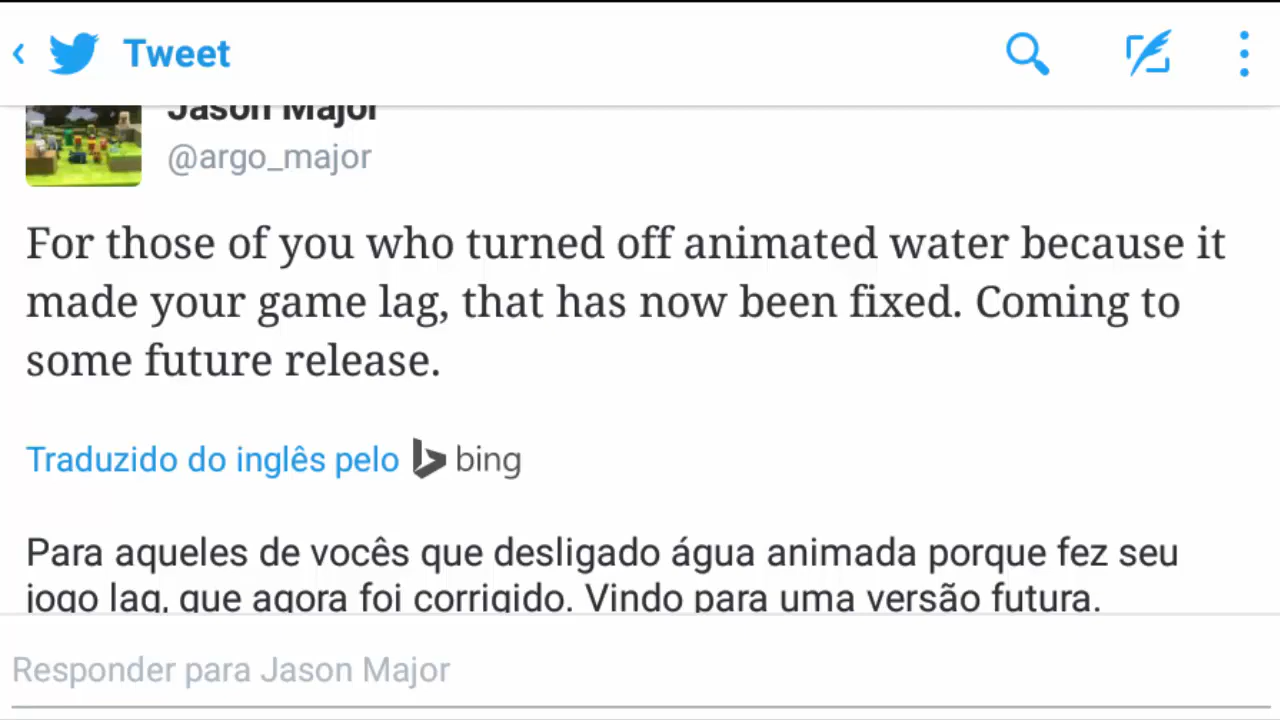 Tweet
Jason Major
@argo_major
For those of you who turned off animated water because it
made your game lag, that has now been fixed. Coming to
some future release.
Traduzido do inglês pelo bing
Para aqueles de vocês que desligado água animada porque fez seu
jogo lag, que agora foi corrigido. Vindo para uma versão futura.
Responder para Jason Major